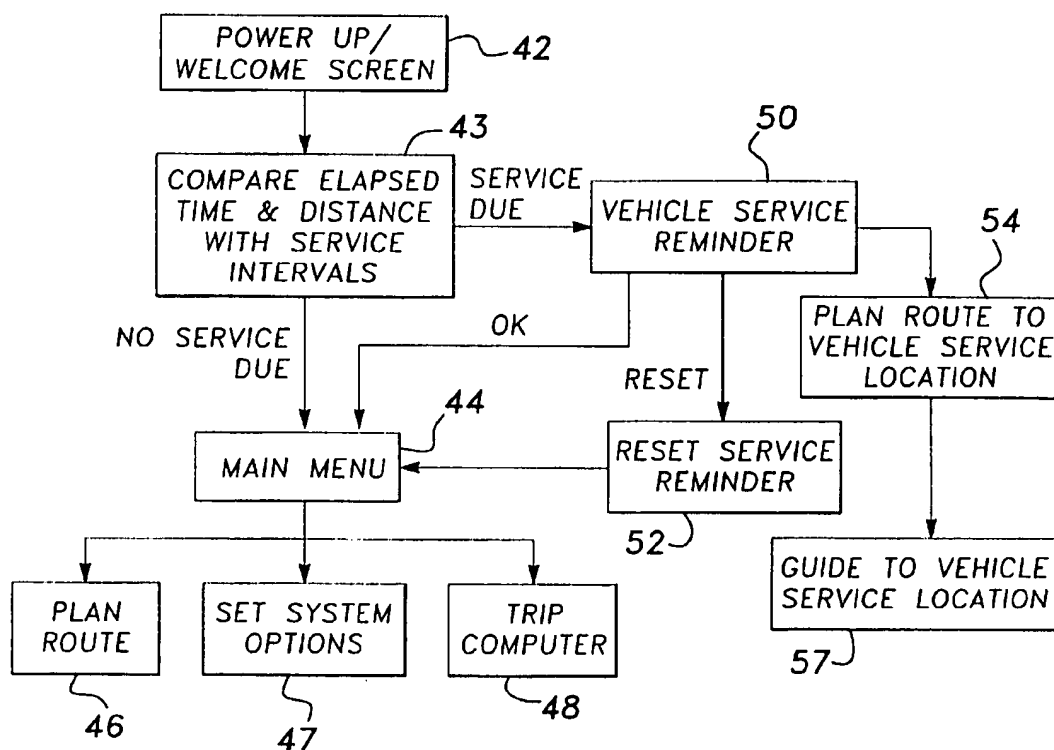 POWER UP/
WELCOME SCREEN
42
43
COMPARE ELAPSED
TIME & DISTANCE
WITH SERVICE
INTERVALS
SERVICE
DUE
50
VEHICLE SERVICE
REMINDER
54
PLAN ROUTE TO
VEHICLE SERVICE
LOCATION
NO SERVICE
DUE
OK
RESET
44
MAIN MENU
RESET SERVICE
REMINDER
52
GUIDE TO VEHICLE
SERVICE LOCATION
57
PLAN
ROUTE
46
SET SYSTEM
OPTIONS
47
TRIP
COMPUTER
48